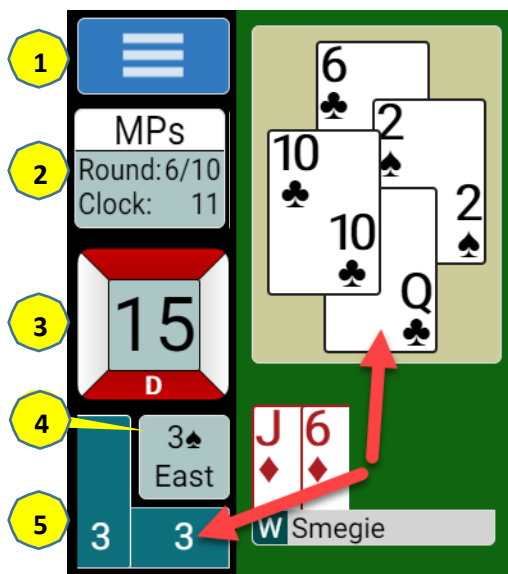 1
2
3
4
5
MPs
Round: 6/10
Clock: 11
15
D
3♠
East
3
3
6
♣
2
♠
2
♠
10
♣
10
♣
Q
♣
J 6
♦ ♦
W Smegie